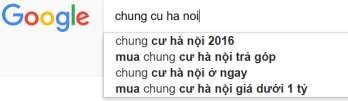 Google
chung cu ha noi
chung cư hà nội 2016
mua chung cư hà nội trả góp
chung cư hà nội ở ngay
mua chung cư hà nội giá dưới 1 tỷ